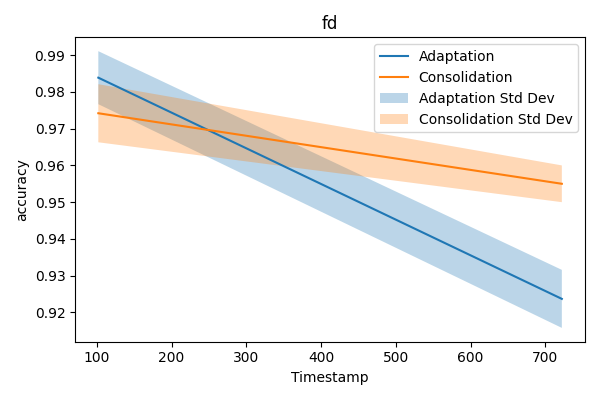 fd
0.99
0.98
0.97
0.96
0.95
0.94
0.93
0.92
accuracy
Adaptation
Consolidation
Adaptation Std Dev
Consolidation Std Dev
100 200 300 400 500 600 700
Timestamp